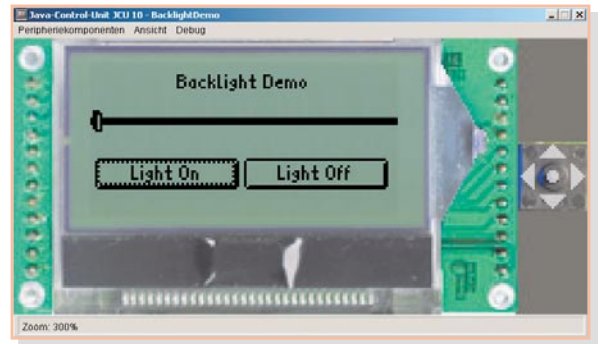 Java-Control-Unit JCU 10 - BacklightDemo
Peripheriekomponenten Ansicht Debug
Backlight Demo
Light On Light Off
Zoom: 300%